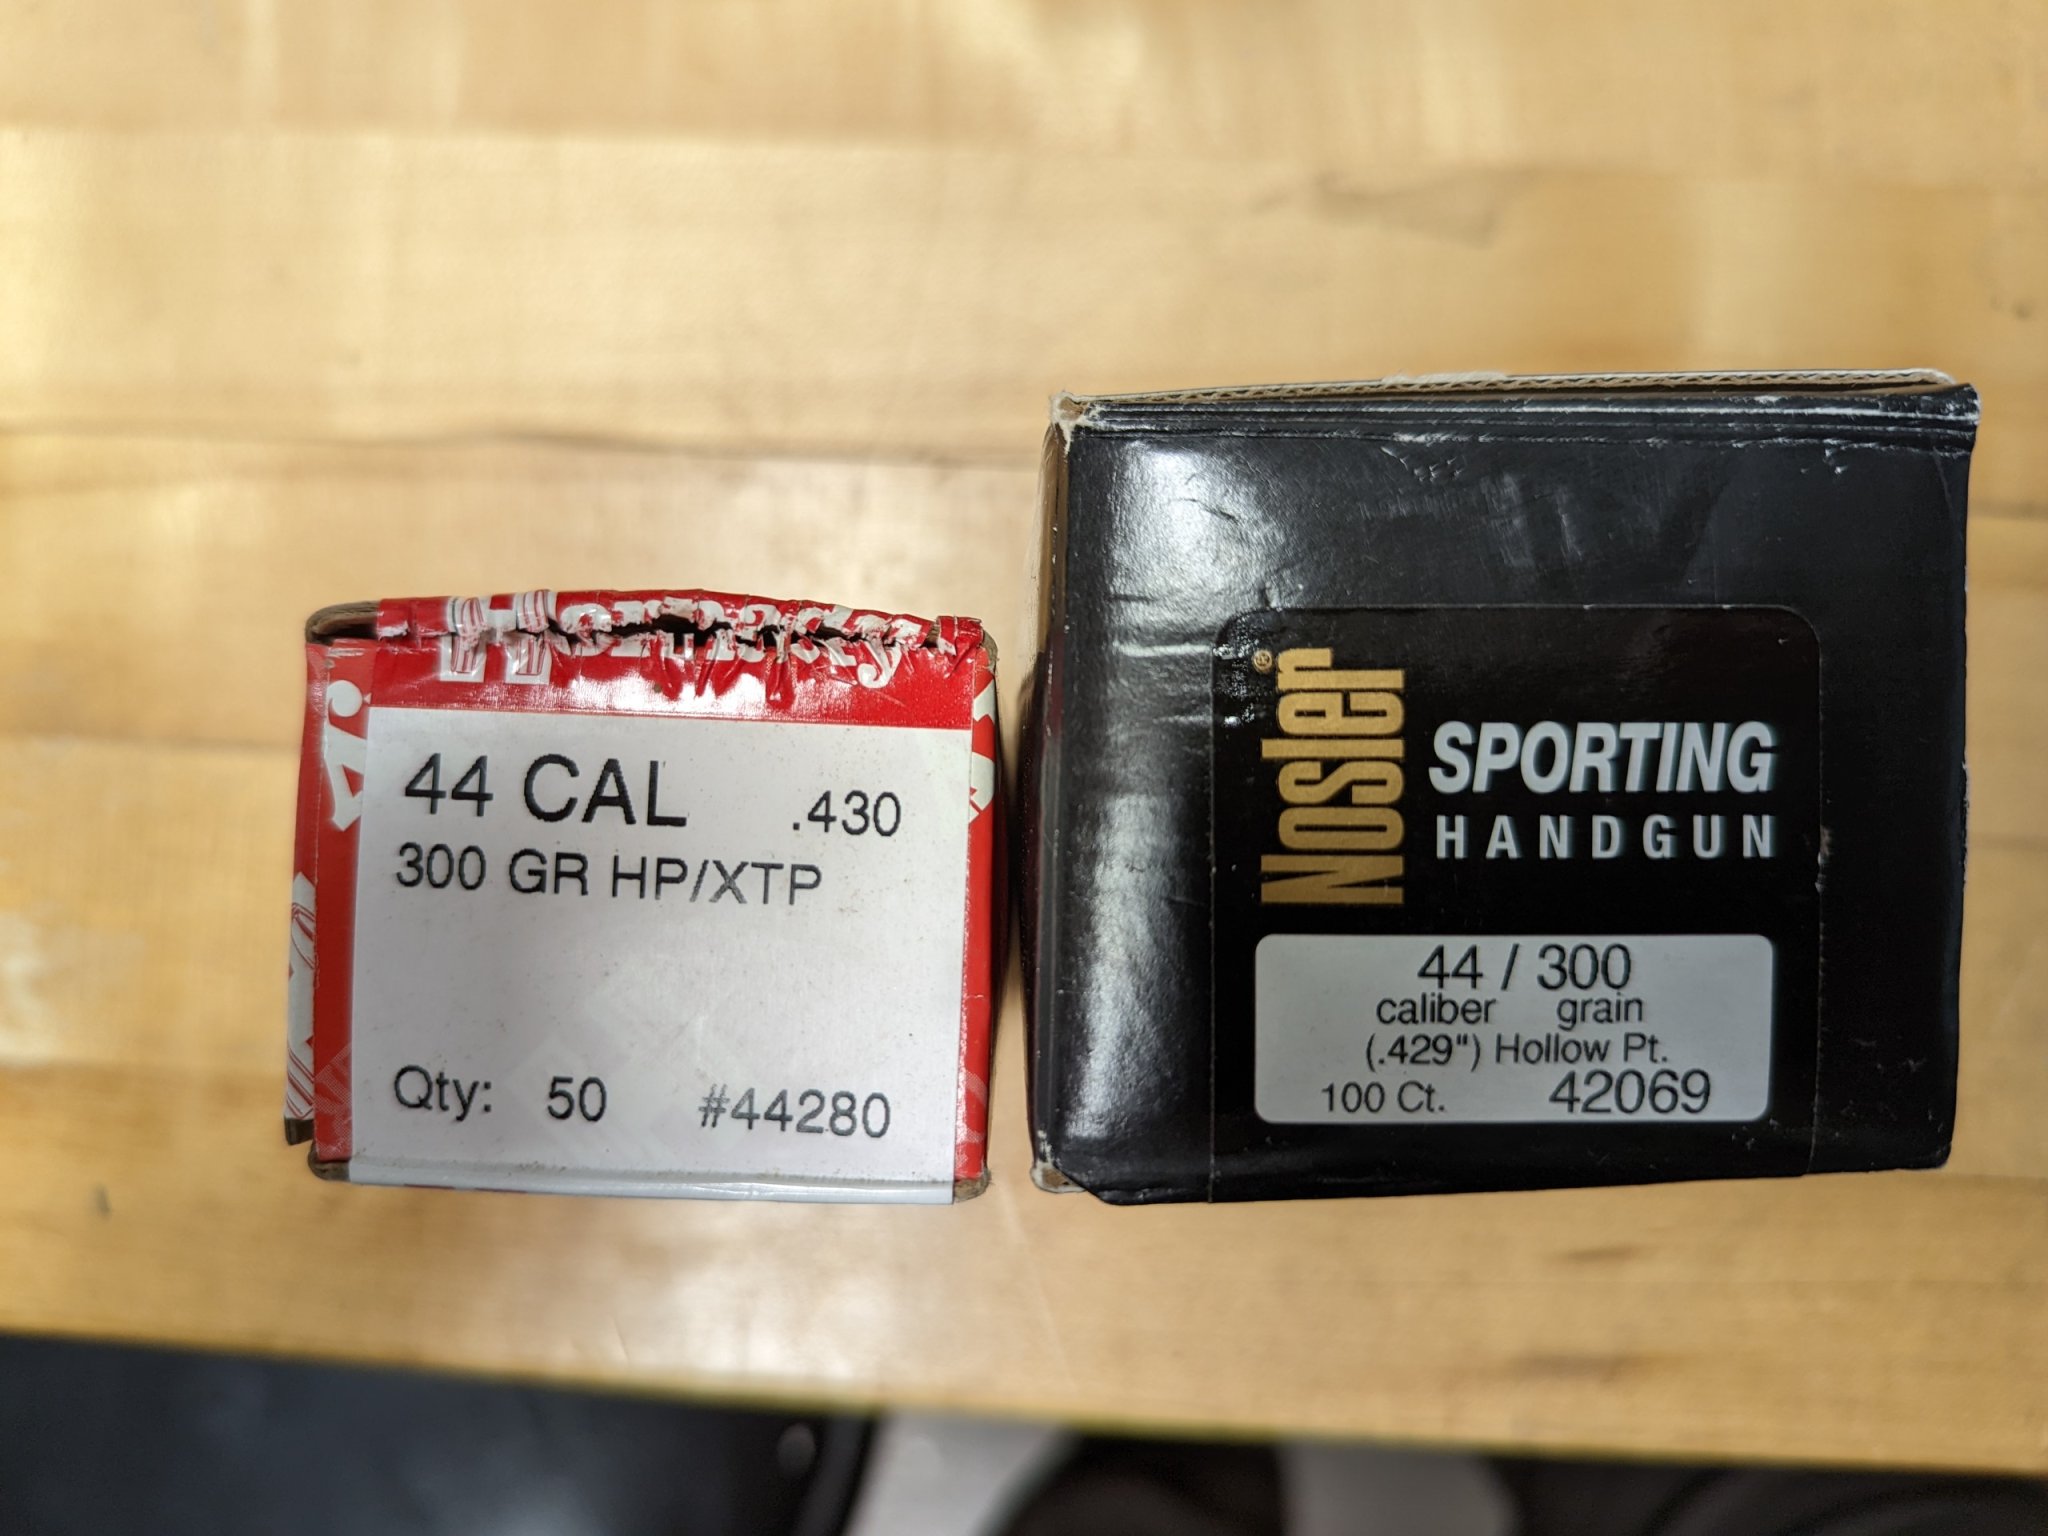 Hornady
44 CAL .430
300 GR HP/XTP
Qty: 50 #44280
Nosler®
SPORTING
HANDGUN
44 / 300
caliber grain
(.429") Hollow Pt.
100 Ct. 42069